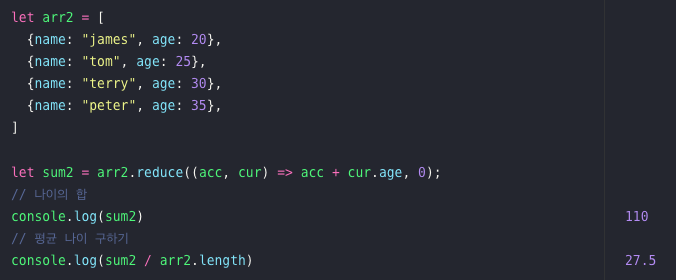 let arr2 = [
  {name: "james", age: 20},
  {name: "tom", age: 25},
  {name: "terry", age: 30},
  {name: "peter", age: 35},
]
let sum2 = arr2.reduce((acc, cur) => acc + cur.age, 0);
// 나이의 합
console.log(sum2) 110
// 평균 나이 구하기
console.log(sum2 / arr2.length) 27.5